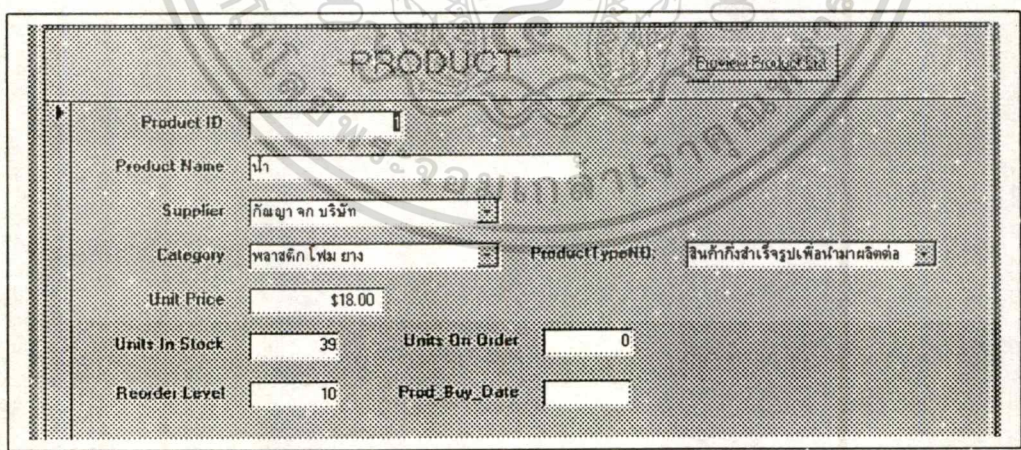 PRODUCT
Preview Product List
Product ID 1
Product Name น้ำ
Supplier กัณญา จก บริษัท
Category พลาสติก โฟม ยาง ProductTypeND: สินค้ากึ่งสำเร็จรูปเพื่อนำมาผลิตต่อ
Unit Price $18.00
Units In Stock 39 Units On Order 0
Reorder Level 10 Prod_Buy_Date